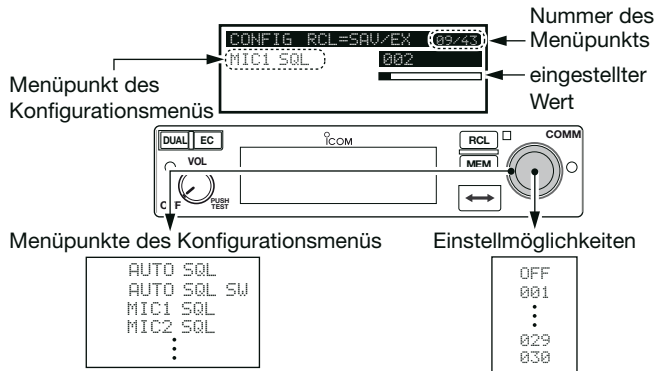 Nummer des
Menüpunkts
CONFIG RCL=SAV/EX 09/43
MIC1 SQL 002
eingestellter
Wert
Menüpunkt des
Konfigurationsmenüs
DUAL EC
ICOM
RCL
COMM
VOL
MEM
OFF
PUSH
TEST
Menüpunkte des Konfigurationsmenüs
Einstellmöglichkeiten
AUTO SQL
AUTO SQL SW
MIC1 SQL
MIC2 SQL
OFF
001
029
030